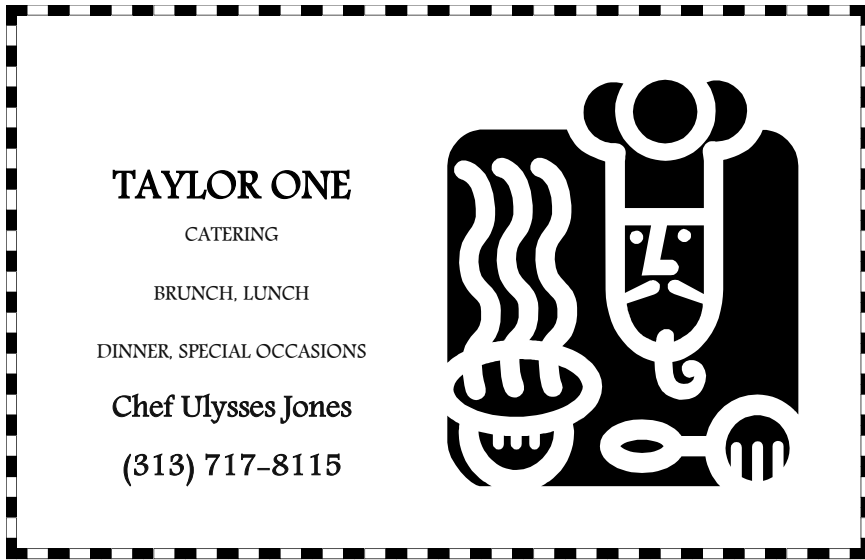 TAYLOR ONE
CATERING
BRUNCH, LUNCH
DINNER, SPECIAL OCCASIONS
Chef Ulysses Jones
(313) 717-8115